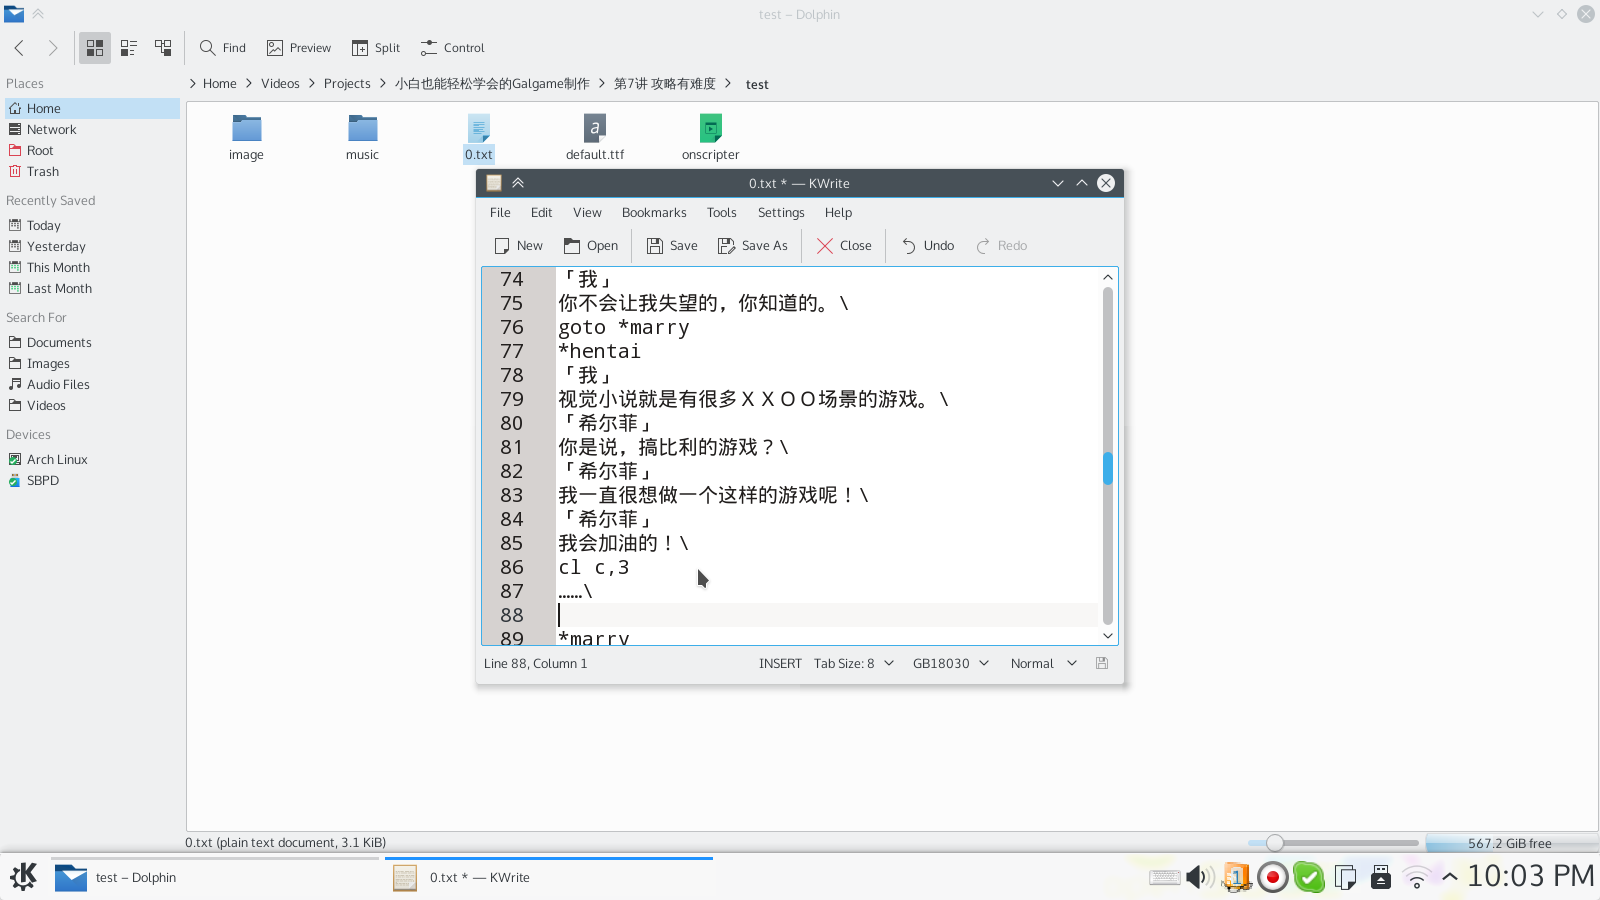 test – Dolphin
Find
Preview
Split
Control
Places
Home
Network
Root
Trash
Recently Saved
Today
Yesterday
This Month
Last Month
Search For
Documents
Images
Audio Files
Videos
Devices
Arch Linux
SBPD
Home
Videos
Projects
小白也能轻松学会的Galgame制作
第7讲 攻略有难度
test
image
music
0.txt
default.ttf
onscripter
0.txt * — KWrite
File Edit View Bookmarks Tools Settings Help
New Open Save Save As Close Undo Redo
74 「我」
75 你不会让我失望的，你知道的。\
76 goto *marry
77 *hentai
78 「我」
79 视觉小说就是有很多ＸＸＯＯ场景的游戏。\
80 「希尔菲」
81 你是说，搞比利的游戏？\
82 「希尔菲」
83 我一直很想做一个这样的游戏呢！\
84 「希尔菲」
85 我会加油的！\
86 cl c,3
87 ……\
88
89 *marry
Line 88, Column 1
INSERT
Tab Size: 8
GB18030
Normal
0.txt (plain text document, 3.1 KiB)
567.2 GiB free
test – Dolphin
0.txt * — KWrite
1
10:03 PM